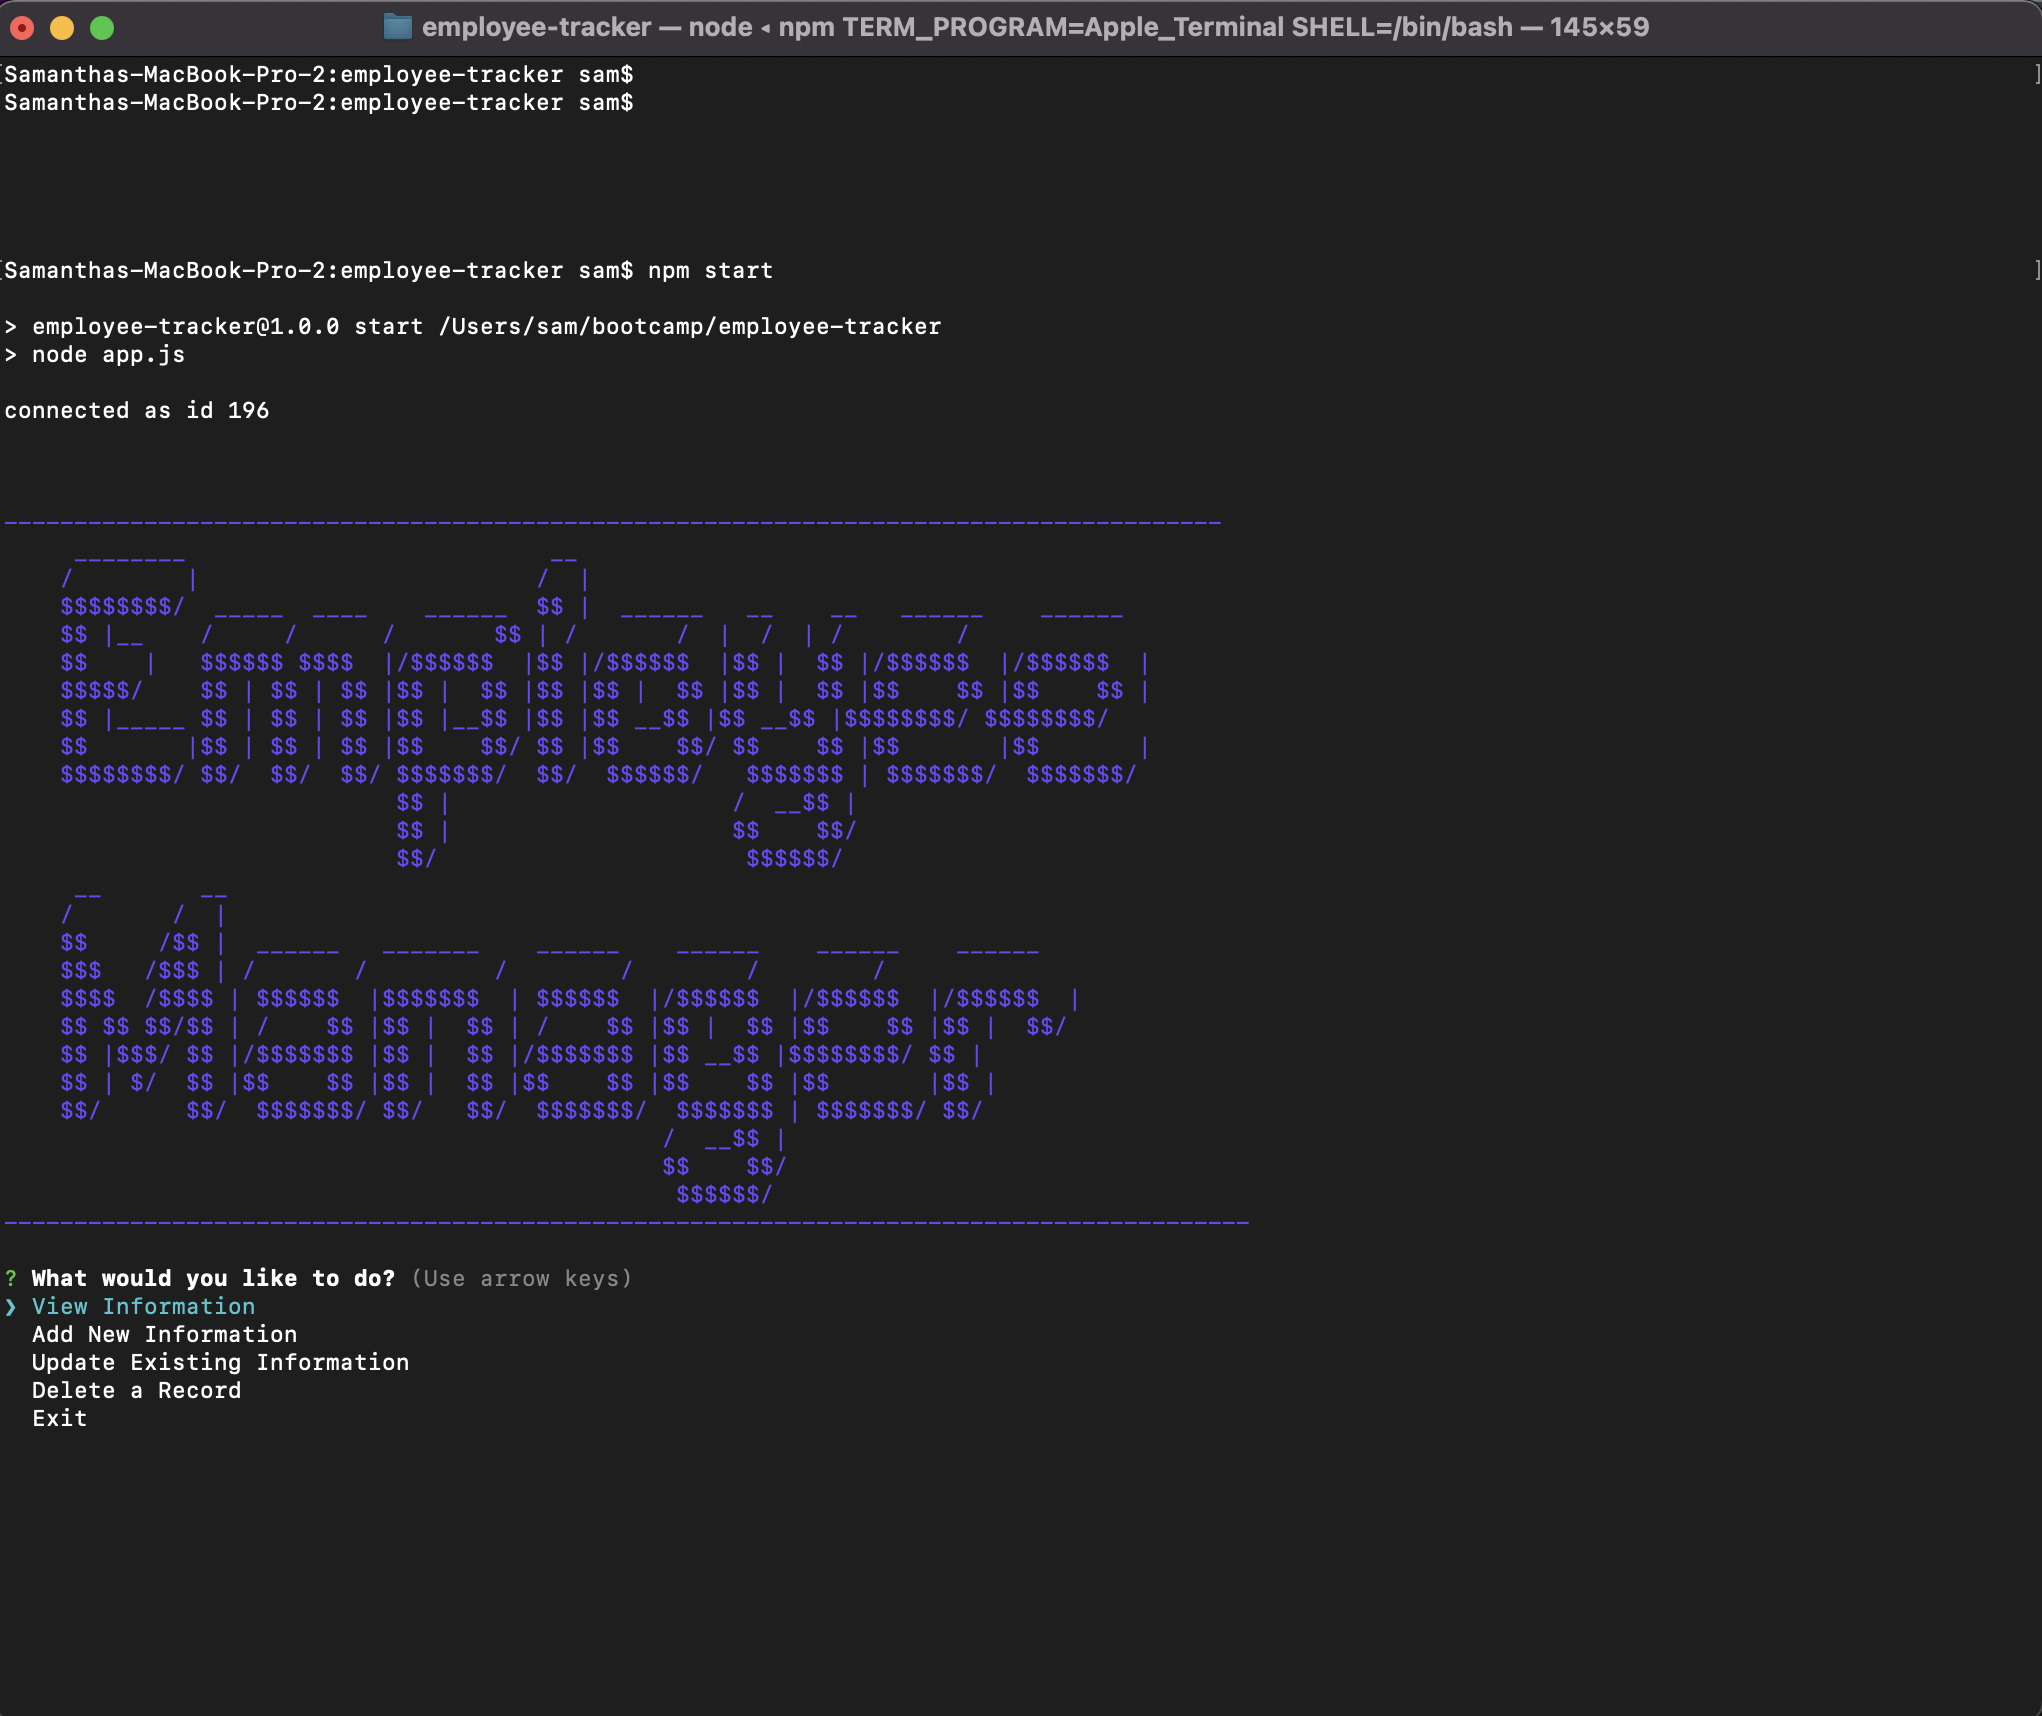 employee-tracker — node ◂ npm TERM_PROGRAM=Apple_Terminal SHELL=/bin/bash — 145×59
Samanthas-MacBook-Pro-2:employee-tracker sam$
Samanthas-MacBook-Pro-2:employee-tracker sam$
Samanthas-MacBook-Pro-2:employee-tracker sam$ npm start
> employee-tracker@1.0.0 start /Users/sam/bootcamp/employee-tracker
> node app.js
connected as id 196
Employee
Manager
? What would you like to do? (Use arrow keys)
❯ View Information
Add New Information
Update Existing Information
Delete a Record
Exit